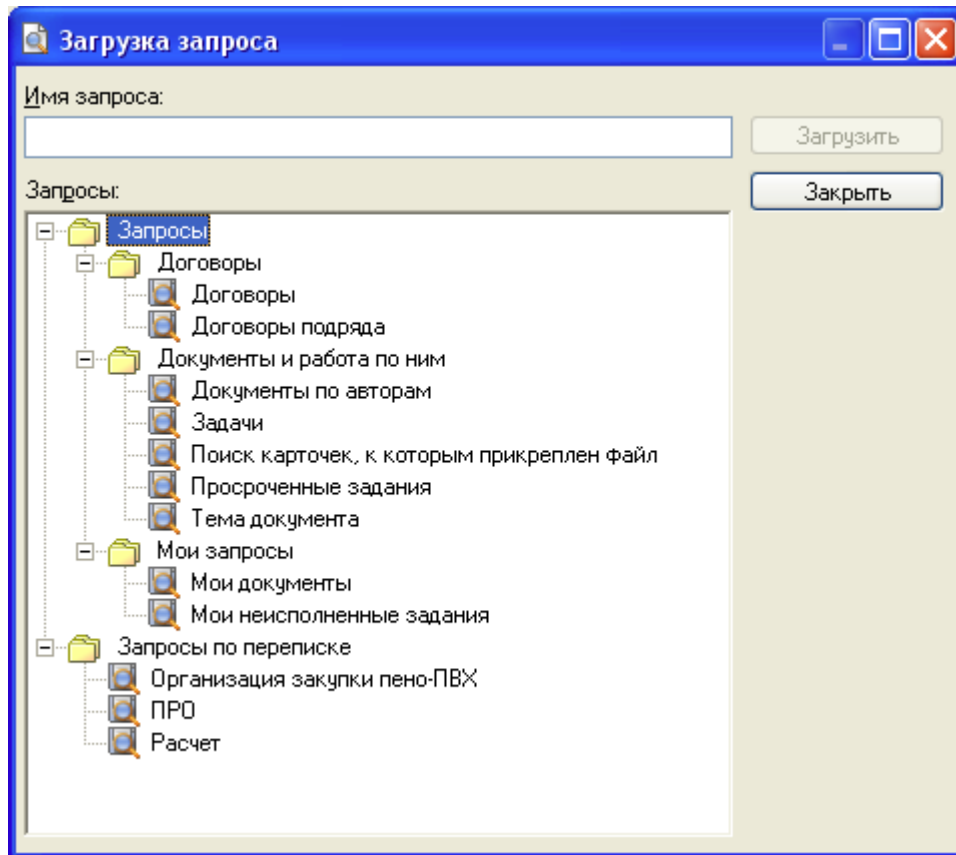 Загрузка запроса
Имя запроса:
Загрузить
Запросы:
Закрыть
Запросы
Договоры
Договоры
Договоры подряда
Документы и работа по ним
Документы по авторам
Задачи
Поиск карточек, к которым прикреплен файл
Просроченные задания
Тема документа
Мои запросы
Мои документы
Мои неисполненные задания
Запросы по переписке
Организация закупки пено-ПВХ
ПРО
Расчет